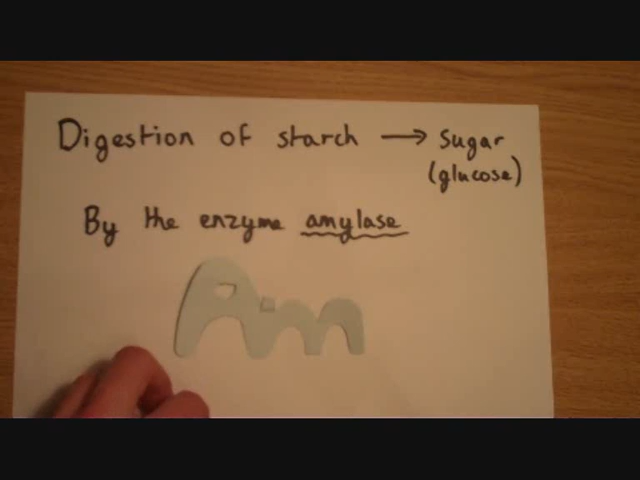 Digestion of starch → sugar
(glucose)
By the enzyme amylase
Am